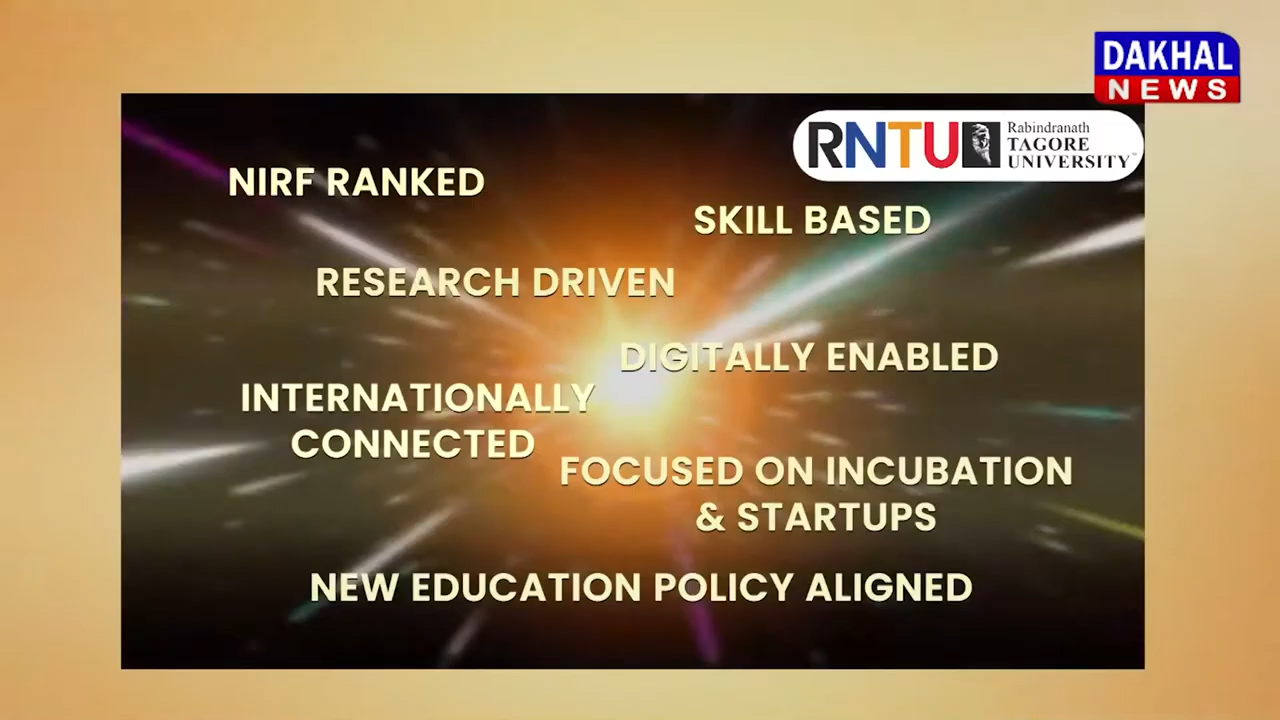 DAKHAL
NEWS
RNTU
Rabindranath
TAGORE
UNIVERSITY
NIRF RANKED
SKILL BASED
RESEARCH DRIVEN
DIGITALLY ENABLED
INTERNATIONALLY
CONNECTED
FOCUSED ON INCUBATION
& STARTUPS
NEW EDUCATION POLICY ALIGNED